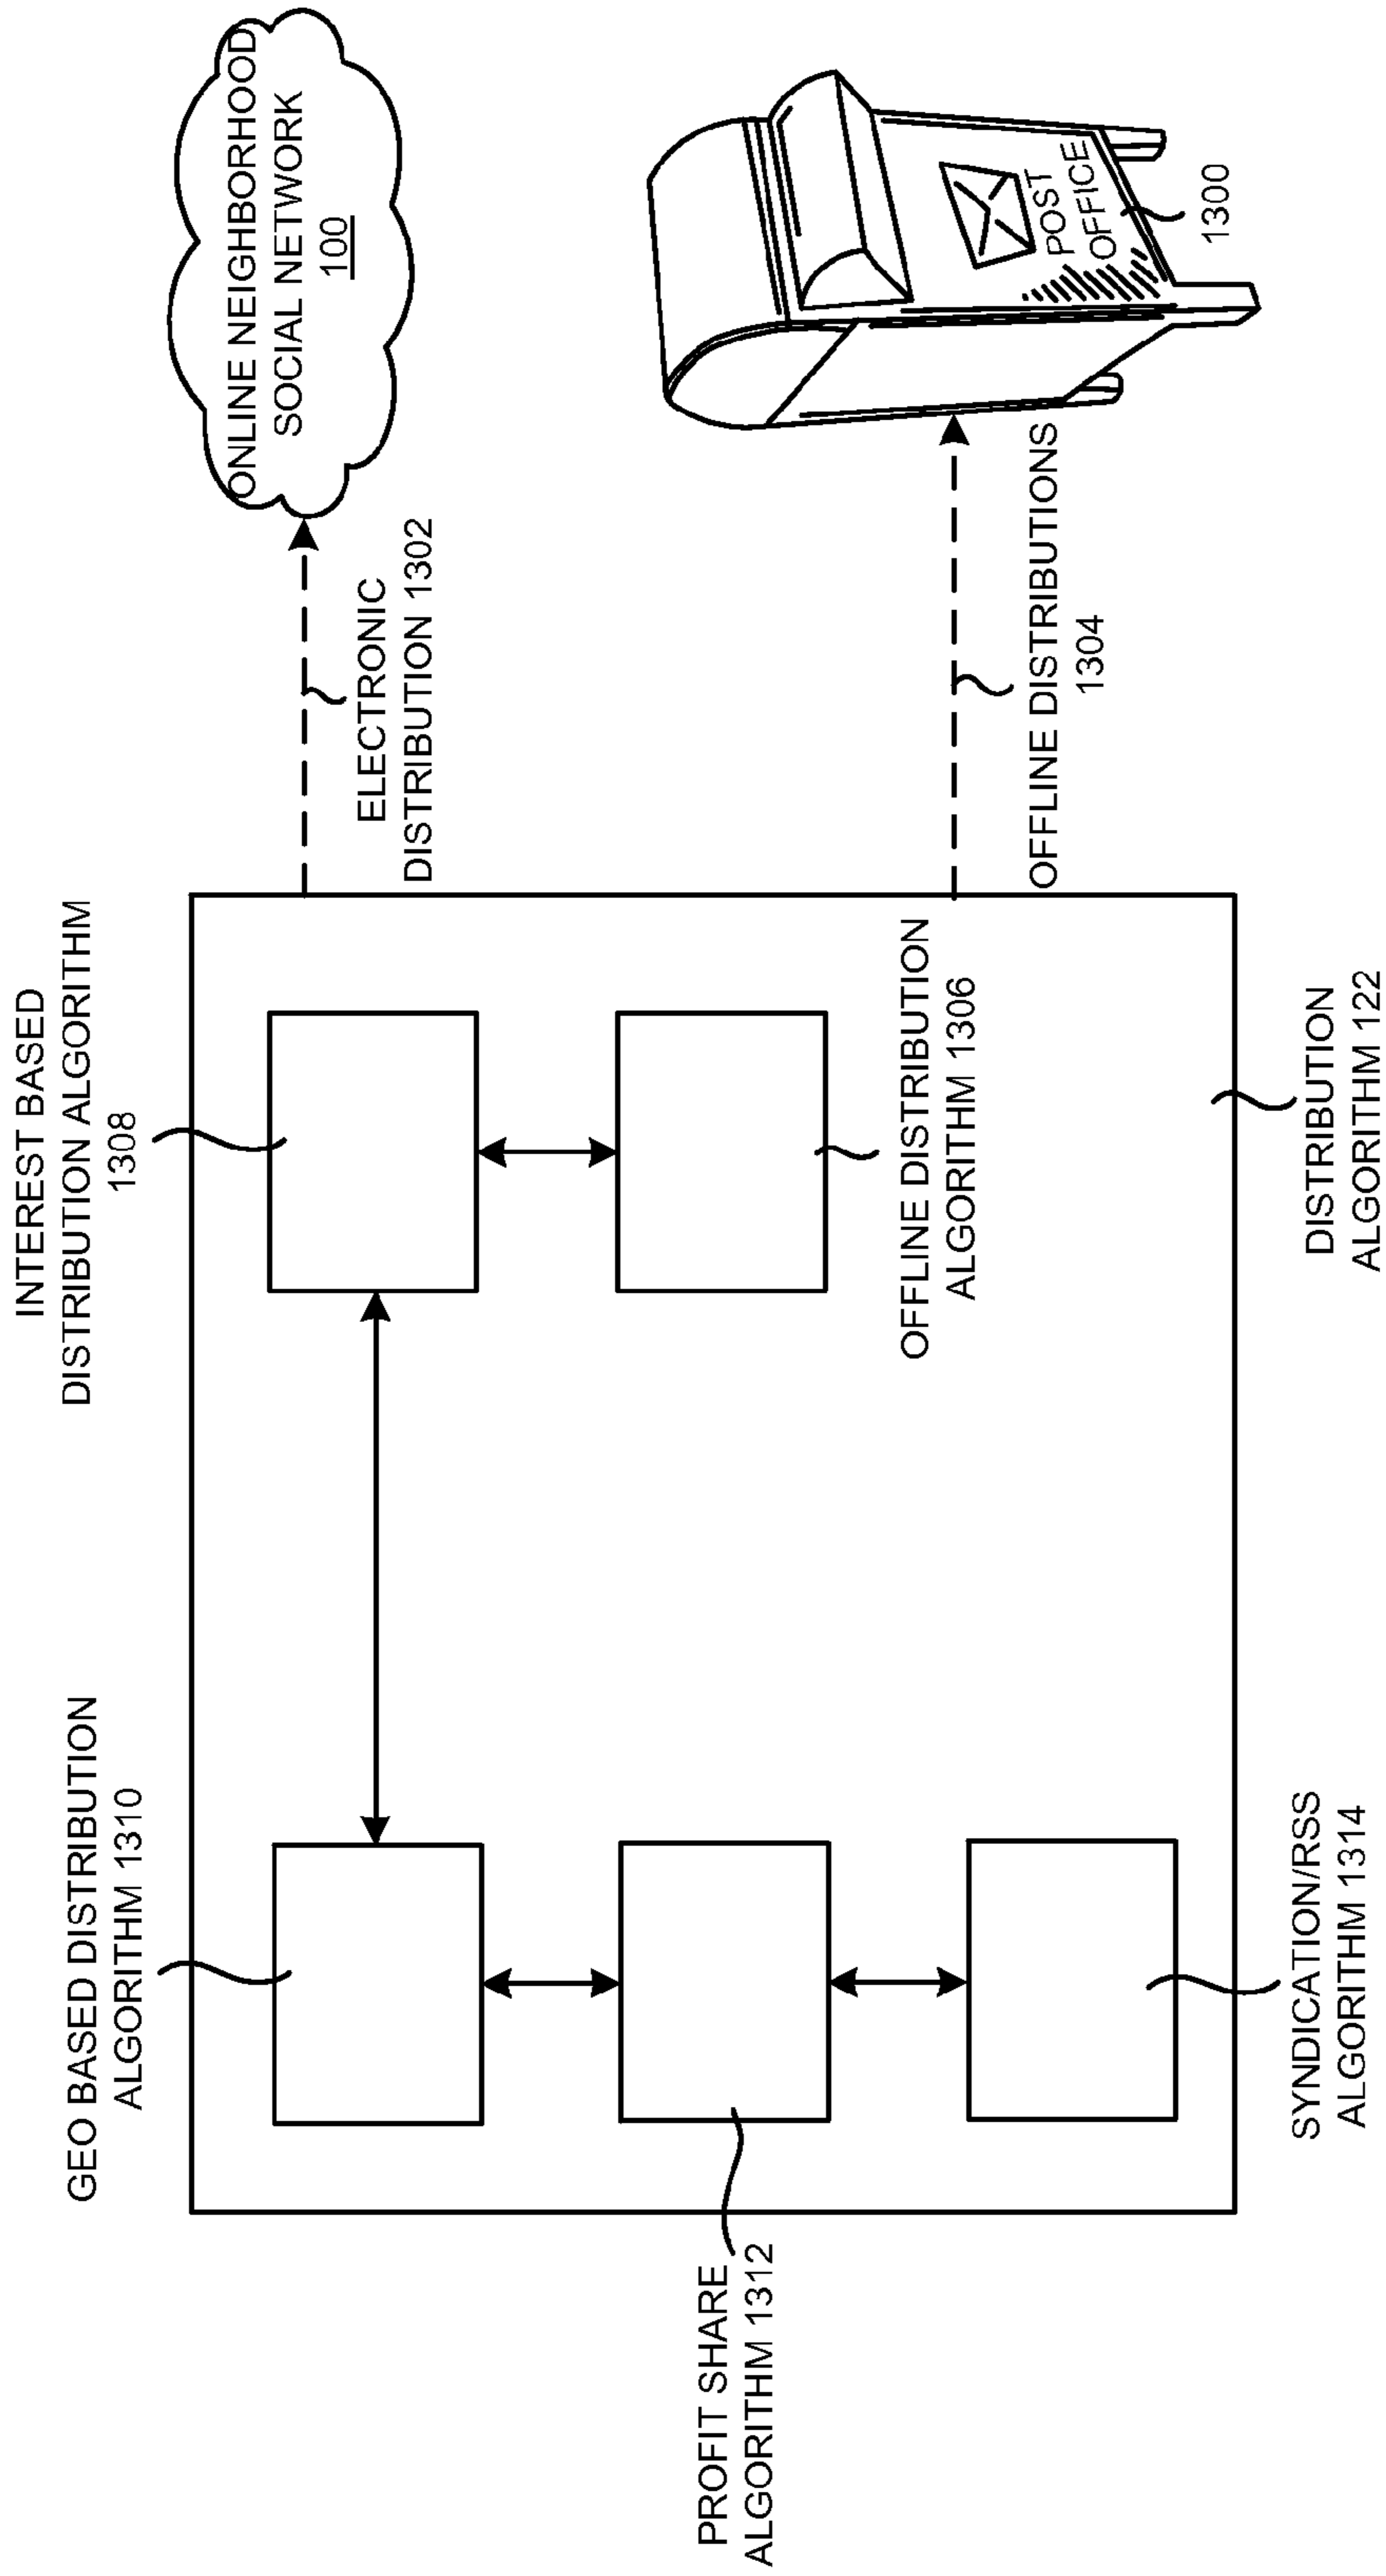 GEO BASED DISTRIBUTION
ALGORITHM 1310
INTEREST BASED
DISTRIBUTION ALGORITHM
1308
ONLINE NEIGHBORHOOD
SOCIAL NETWORK
100
ELECTRONIC
DISTRIBUTION 1302
PROFIT SHARE
ALGORITHM 1312
OFFLINE DISTRIBUTION
ALGORITHM 1306
OFFLINE DISTRIBUTIONS
1304
POST
OFFICE
1300
SYNDICATION/RSS
ALGORITHM 1314
DISTRIBUTION
ALGORITHM 122